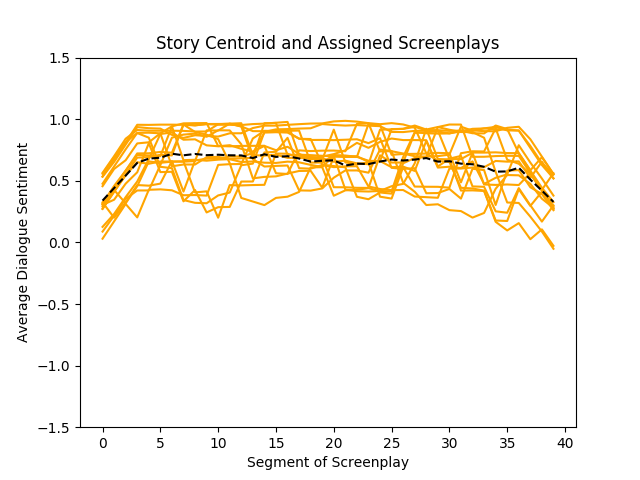 Story Centroid and Assigned Screenplays
1.5
1.0
0.5
0.0
−0.5
−1.0
−1.5
Average Dialogue Sentiment
0 5 10 15 20 25 30 35 40
Segment of Screenplay